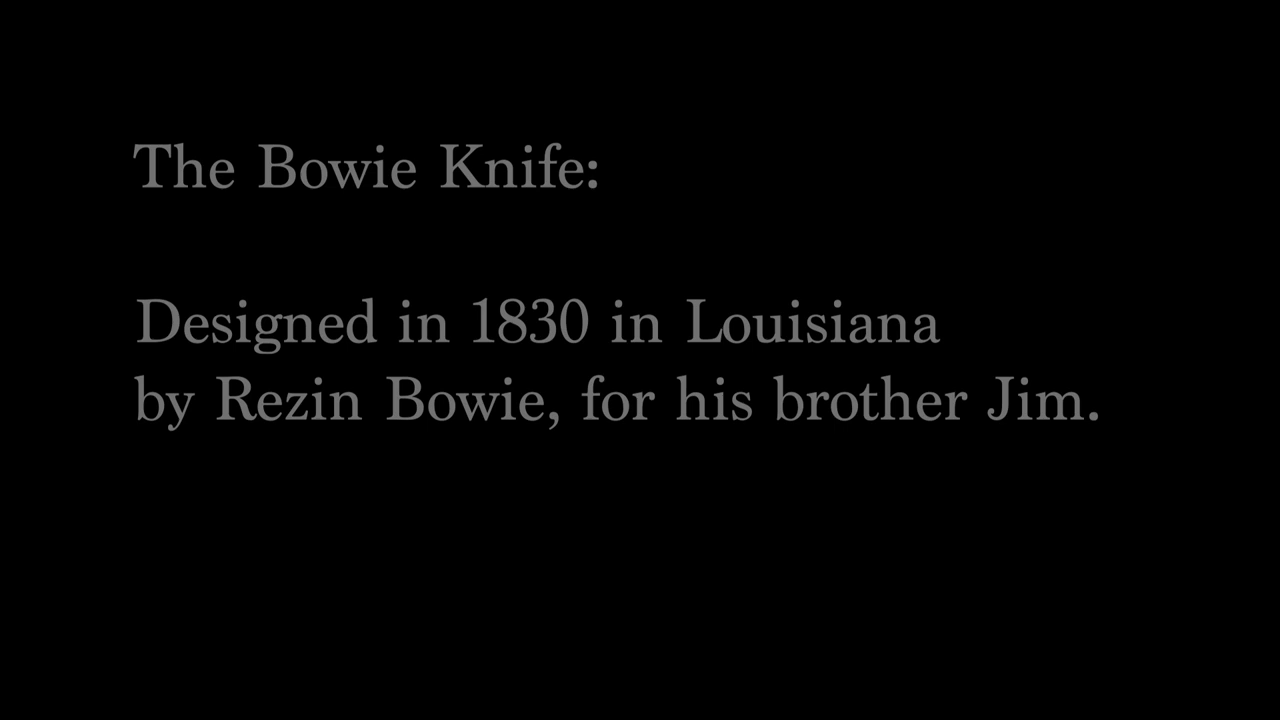 The Bowie Knife:
Designed in 1830 in Louisiana
by Rezin Bowie, for his brother Jim.